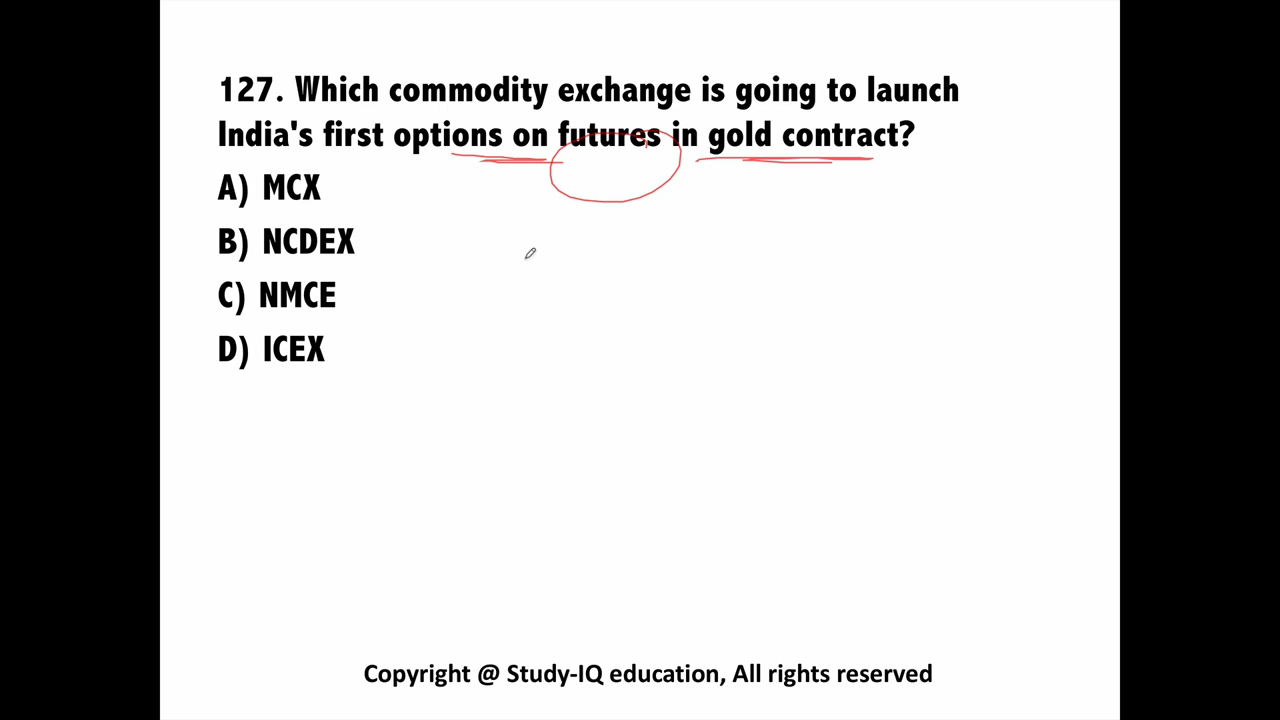 127. Which commodity exchange is going to launch
India's first options on futures in gold contract?
A) MCX
B) NCDEX
C) NMCE
D) ICEX
Copyright @ Study-IQ education, All rights reserved